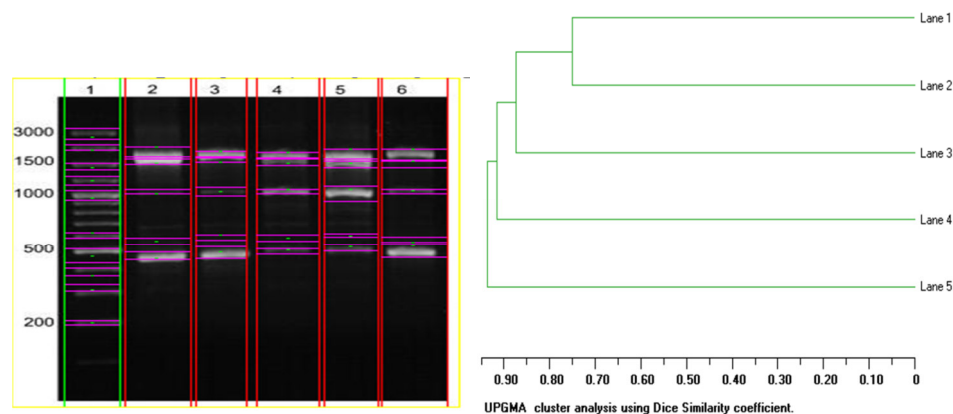 1 2 3 4 5 6
3000
1500
1000
500
200
Lane 1
Lane 2
Lane 3
Lane 4
Lane 5
0.90 0.80 0.70 0.60 0.50 0.40 0.30 0.20 0.10 0
UPGMA cluster analysis using Dice Similarity coefficient.